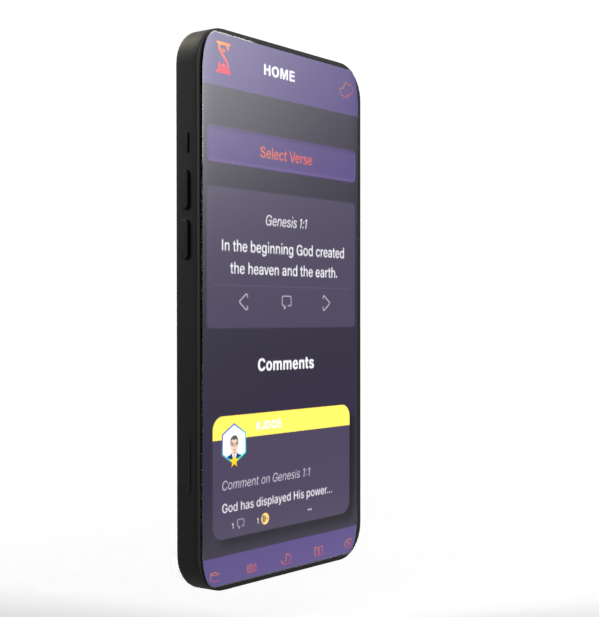 HOME
Select Verse
Genesis 1:1
In the beginning God created
the heaven and the earth.
Comments
Comment on Genesis 1:1
God has displayed His power...
1
1